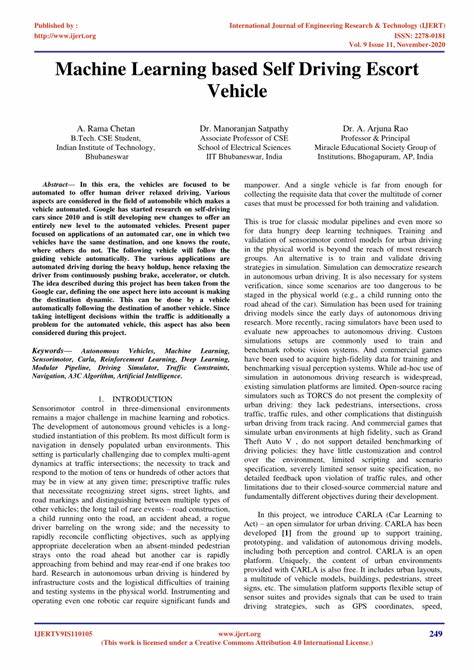 Published by :
http://www.ijert.org
International Journal of Engineering Research & Technology (IJERT)
ISSN: 2278-0181
Vol. 9 Issue 11, November-2020
Machine Learning based Self Driving Escort
Vehicle
A. Rama Chetan
B.Tech. CSE Student,
Indian Institute of Technology,
Bhubaneswar
Dr. Manoranjan Satpathy
Associate Professor of CSE
School of Electrical Sciences
IIT Bhubaneswar, India
Dr. A. Arjuna Rao
Professor & Principal
Miracle Educational Society Group of
Institutions, Bhogapuram, AP, India
Abstract— In this era, the vehicles are focused to be
automated to offer human driver relaxed driving. Various
aspects are considered in the field of automobile which makes a
vehicle automated. Google has started research on self-driving
cars since 2010 and is still developing new changes to offer an
entirely new level to the automated vehicles. Present paper
focused on applications of an automated car, one in which two
vehicles have the same destination, and one knows the route,
where others do not. The following vehicle will follow the
guiding vehicle automatically. The various applications are
automated driving during the heavy holdup, hence relaxing the
driver from continuously pushing brake, accelerator, or clutch.
The idea described during this project has been taken from the
Google car, defining the one aspect here into account is making
the destination dynamic. This can be done by a vehicle
automatically following the destination of another vehicle. Since
taking intelligent decisions within the traffic is additionally a
problem for the automated vehicle, this aspect has also been
considered during this project.
Keywords— Autonomous Vehicles, Machine Learning,
Sensorimotor, Carla, Reinforcement Learning, Deep Learning,
Modular Pipeline, Driving Simulator, Traffic Constraints,
Navigation, A3C Algorithm, Artificial Intelligence.
1. INTRODUCTION
Sensorimotor control in three-dimensional environments
remains a major challenge in machine learning and robotics.
The development of autonomous ground vehicles is a long-
studied instantiation of this problem. Its most difficult form is
navigation in densely populated urban environments. This
setting is particularly challenging due to complex multi-agent
dynamics at traffic intersections; the necessity to track and
respond to the motion of tens or hundreds of other actors that
may be in view at any given time; prescriptive traffic rules
that necessitate recognizing street signs, street lights, and
road markings and distinguishing between multiple types of
other vehicles; the long tail of rare events – road construction,
a child running onto the road, an accident ahead, a rogue
driver barreling on the wrong side; and the necessity to
rapidly reconcile conflicting objectives, such as applying
appropriate deceleration when an absent-minded pedestrian
strays onto the road ahead but another car is rapidly
approaching from behind and may rear-end if one brakes too
hard. Research in autonomous urban driving is hindered by
infrastructure costs and the logistical difficulties of training
and testing systems in the physical world. Instrumenting and
operating even one robotic car require significant funds and
manpower. And a single vehicle is far from enough for
collecting the requisite data that cover the multitude of corner
cases that must be processed for both training and validation.
This is true for classic modular pipelines and even more so
for data hungry deep learning techniques. Training and
validation of sensorimotor control models for urban driving
in the physical world is beyond the reach of most research
groups. An alternative is to train and validate driving
strategies in simulation. Simulation can democratize research
in autonomous urban driving. It is also necessary for system
verification, since some scenarios are too dangerous to be
staged in the physical world (e.g., a child running onto the
road ahead of the car). Simulation has been used for training
driving models since the early days of autonomous driving
research. More recently, racing simulators have been used to
evaluate new approaches to autonomous driving. Custom
simulations setups are commonly used to train and
benchmark robotic vision systems. And commercial games
have been used to acquire high-fidelity data for training and
benchmarking visual perception systems. While ad-hoc use of
simulation in autonomous driving research is widespread,
existing simulation platforms are limited. Open-source racing
simulators such as TORCS do not present the complexity of
urban driving: they lack pedestrians, intersections, cross
traffic, traffic rules, and other complications that distinguish
urban driving from track racing. And commercial games that
simulate urban environments at high fidelity, such as Grand
Theft Auto V , do not support detailed benchmarking of
driving policies: they have little customization and control
over the environment, limited scripting and scenario
specification, severely limited sensor suite specification, no
detailed feedback upon violation of traffic rules, and other
limitations due to their closed-source commercial nature and
fundamentally different objectives during their development.
In this project, we introduce CARLA (Car Learning to
Act) – an open simulator for urban driving. CARLA has been
developed [1] from the ground up to support training,
prototyping, and validation of autonomous driving models,
including both perception and control. CARLA is an open
platform. Uniquely, the content of urban environments
provided with CARLA is also free. It includes urban layouts,
a multitude of vehicle models, buildings, pedestrians, street
signs, etc. The simulation platform supports flexible setup of
sensor suites and provides signals that can be used to train
driving strategies, such as GPS coordinates, speed,
IJERTV9IS110105
www.ijert.org
249
(This work is licensed under a Creative Commons Attribution 4.0 International License.)